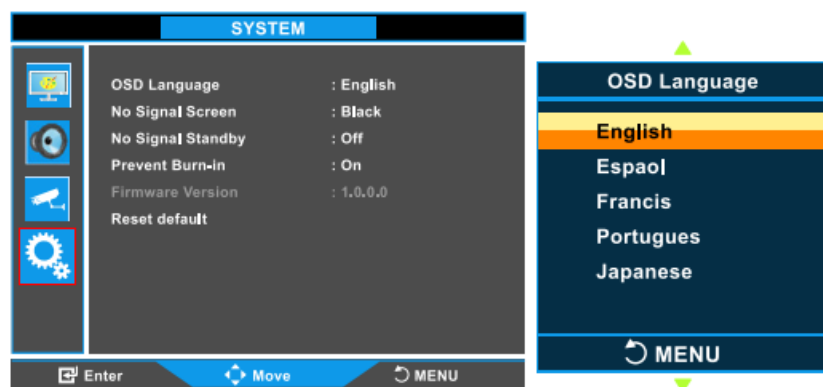 SYSTEM
OSD Language : English
No Signal Screen : Black
No Signal Standby : Off
Prevent Burn-in : On
Firmware Version : 1.0.0.0
Reset default
Enter Move MENU
OSD Language
English
Espaol
Francis
Portugues
Japanese
MENU